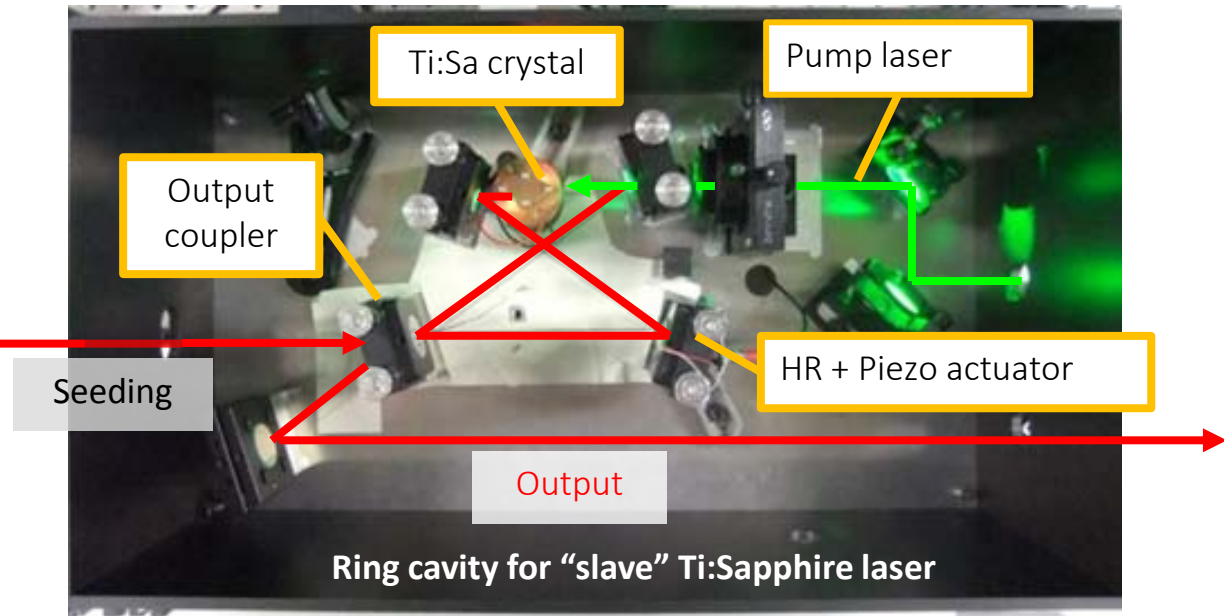 Ti:Sa crystal
Pump laser
Output
coupler
HR + Piezo actuator
Seeding
Output
Ring cavity for “slave” Ti:Sapphire laser